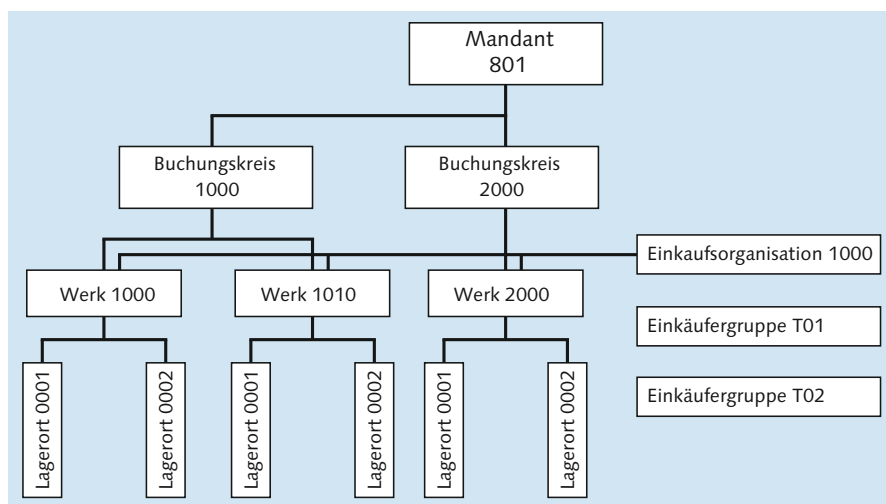 Mandant
801
Buchungskreis
1000
Buchungskreis
2000
Einkaufsorganisation 1000
Werk 1000
Werk 1010
Werk 2000
Einkäufergruppe T01
Lagerort 0001
Lagerort 0002
Lagerort 0001
Lagerort 0002
Lagerort 0001
Lagerort 0002
Einkäufergruppe T02